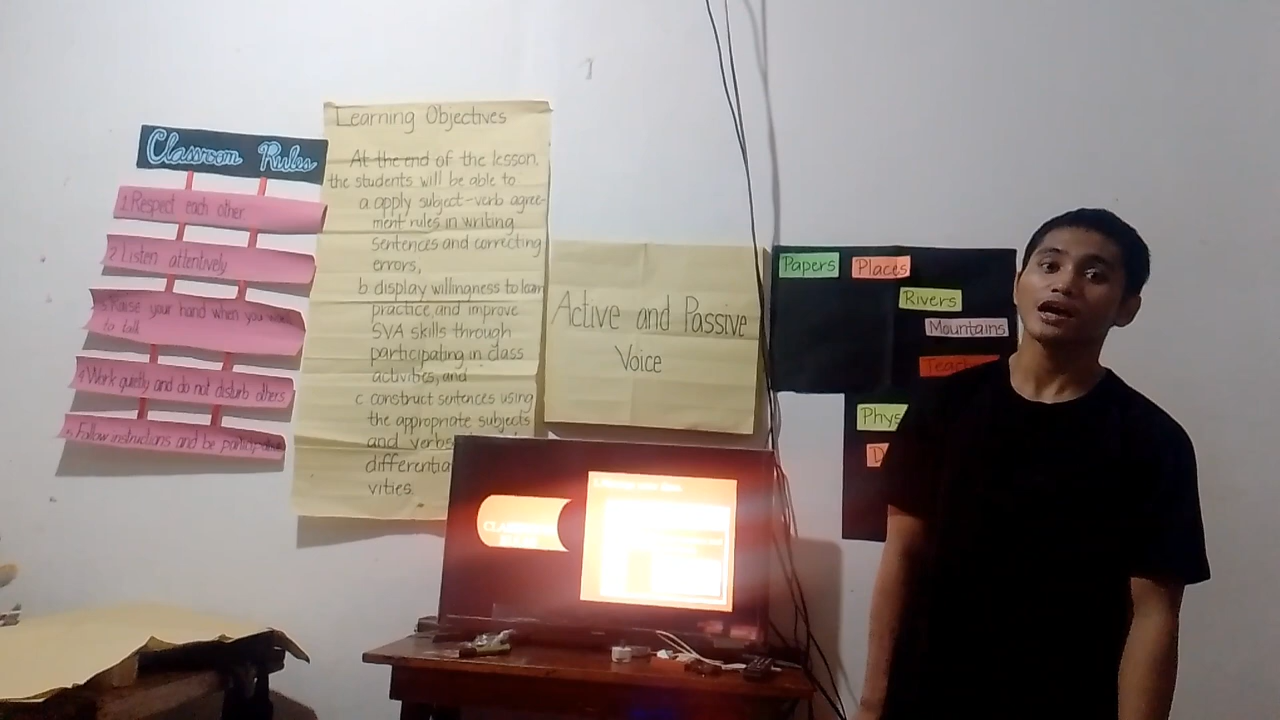 Classroom Rules
1. Respect each other.
2. Listen attentively
3. Raise your hand when you want
to talk
4. Work quietly and do not disturb others
5. Follow instructions and be participative
Learning Objectives
At the end of the lesson,
the students will be able to:
a. apply subject-verb agree-
ment rules in writing
sentences and correcting
errors,
b. display willingness to learn
practice and improve
SVA skills through
participating in class
activities, and
c. construct sentences using
the appropriate subjects
and verbs
differentia
vities.
Active and Passive
Voice
Papers
Places
Rivers
Mountains
Teach
Phys
D